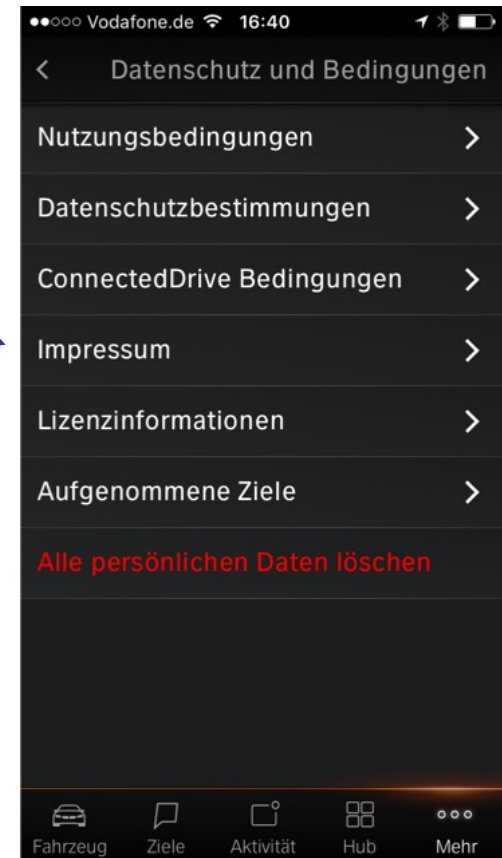 Vodafone.de 16:40
< Datenschutz und Bedingungen
Nutzungsbedingungen >
Datenschutzbestimmungen >
ConnectedDrive Bedingungen >
Impressum >
Lizenzinformationen >
Aufgenommene Ziele >
Alle persönlichen Daten löschen
Fahrzeug Ziele Aktivität Hub Mehr